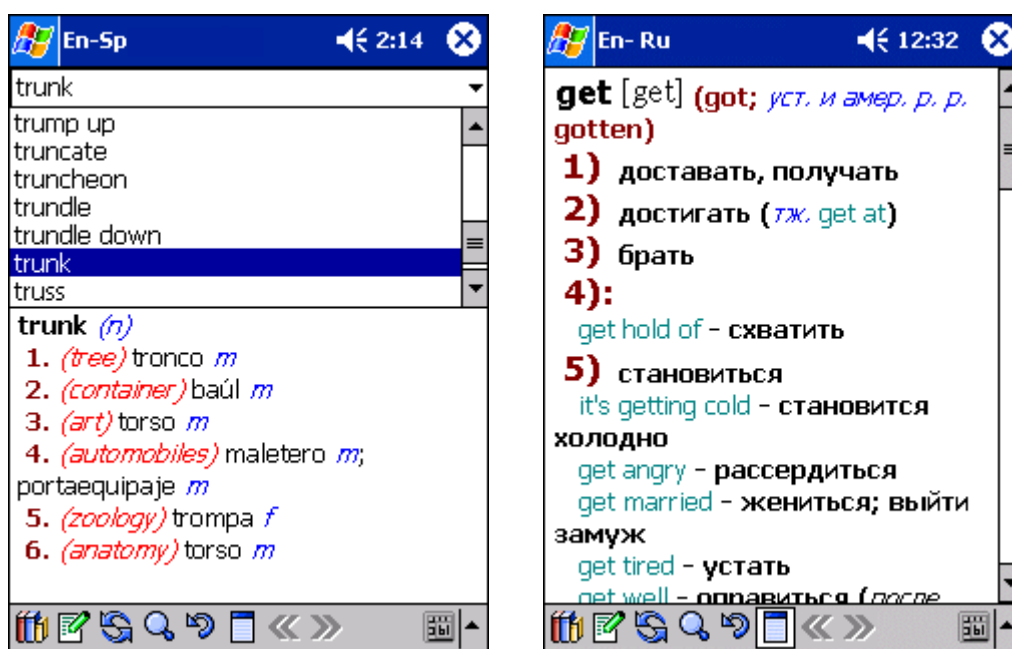 En-Sp 2:14
trunk
trump up
truncate
truncheon
trundle
trundle down
trunk
truss
trunk (n)
1. (tree) tronco m
2. (container) baúl m
3. (art) torso m
4. (automobiles) maletero m;
portaequipaje m
5. (zoology) trompa f
6. (anatomy) torso m
En- Ru 12:32
get [get] (got; уст. и амер. p. p.
gotten)
1) доставать, получать
2) достигать (тж. get at)
3) брать
4):
get hold of – схватить
5) становиться
it's getting cold – становится
холодно
get angry – рассердиться
get married – жениться; выйти
замуж
get tired – устать
get well – оправиться (после